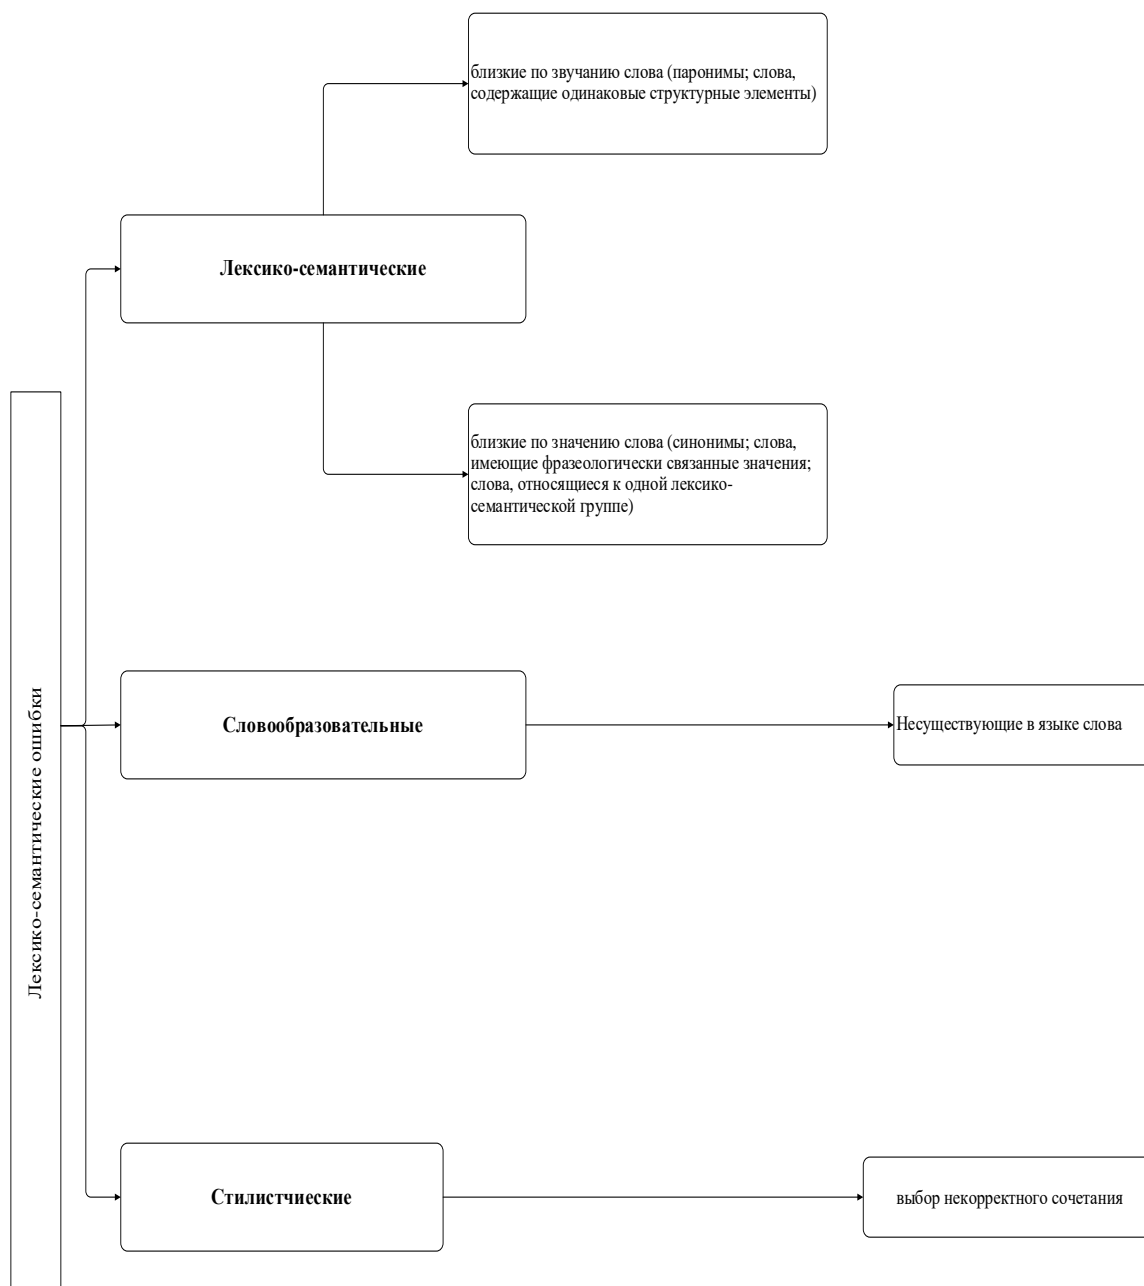 близкие по звучанию слова (паронимы; слова,
содержащие одинаковые структурные элементы)
Лексико-семантические
близкие по значению слова (синонимы; слова,
имеющие фразеологически связанные значения;
слова, относящиеся к одной лексико-
семантической группе)
Лексико-семантические ошибки
Словообразовательные
Несуществующие в языке слова
Стилистчиеские
выбор некорректного сочетания